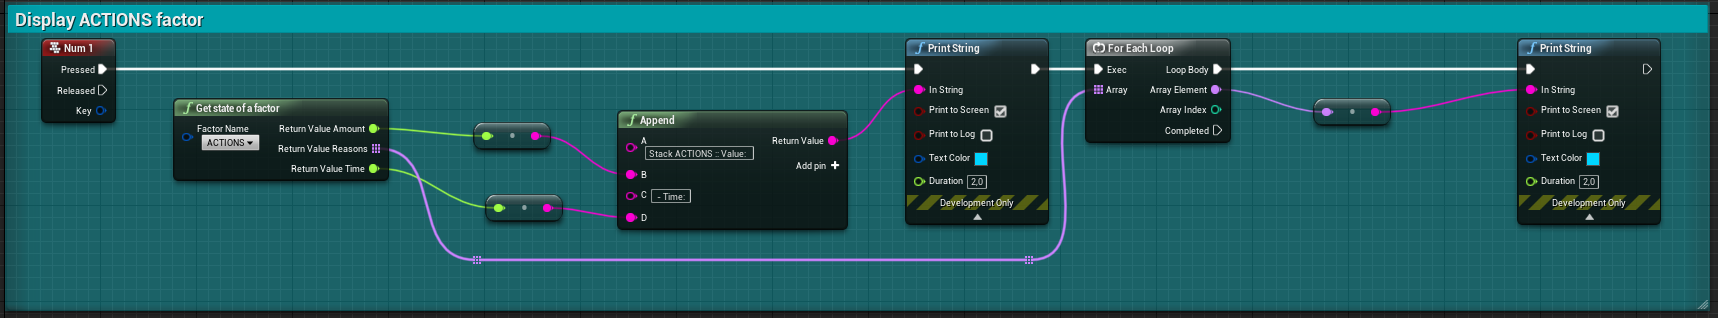 Display ACTIONS factor
Num 1
Pressed
Released
Key
Get state of a factor
Factor Name
ACTIONS
Return Value Amount
Return Value Reasons
Return Value Time
Append
A
Stack ACTIONS :: Value:
B
C
- Time:
D
Return Value
Add pin
Print String
In String
Print to Screen
Print to Log
Text Color
Duration
2,0
Development Only
For Each Loop
Exec
Array
Loop Body
Array Element
Array Index
Completed
Print String
In String
Print to Screen
Print to Log
Text Color
Duration
2,0
Development Only